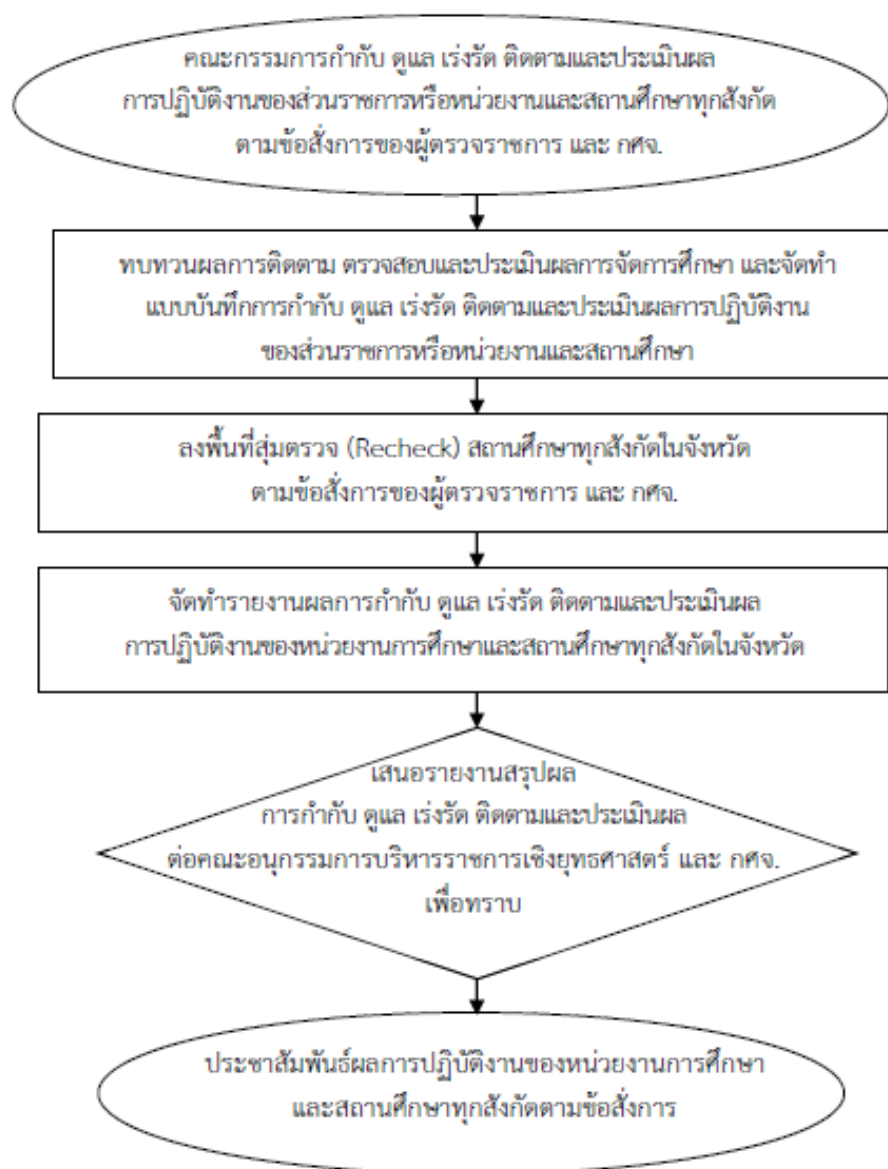 คณะกรรมการกำกับ ดูแล เร่งรัด ติดตามและประเมินผล
การปฏิบัติงานของส่วนราชการหรือหน่วยงานและสถานศึกษาทุกสังกัด
ตามข้อสั่งการของผู้ตรวจราชการ และ กศจ.
ทบทวนผลการติดตาม ตรวจสอบและประเมินผลการจัดการศึกษา และจัดทำ
แบบบันทึกการกำกับ ดูแล เร่งรัด ติดตามและประเมินผลการปฏิบัติงาน
ของส่วนราชการหรือหน่วยงานและสถานศึกษา
ลงพื้นที่สุ่มตรวจ (Recheck) สถานศึกษาทุกสังกัดในจังหวัด
ตามข้อสั่งการของผู้ตรวจราชการ และ กศจ.
จัดทำรายงานผลการกำกับ ดูแล เร่งรัด ติดตามและประเมินผล
การปฏิบัติงานของหน่วยงานการศึกษาและสถานศึกษาทุกสังกัดในจังหวัด
เสนอรายงานสรุปผล
การกำกับ ดูแล เร่งรัด ติดตามและประเมินผล
ต่อคณะอนุกรรมการบริหารราชการเชิงยุทธศาสตร์ และ กศจ.
เพื่อทราบ
ประชาสัมพันธ์ผลการปฏิบัติงานของหน่วยงานการศึกษา
และสถานศึกษาทุกสังกัดตามข้อสั่งการ